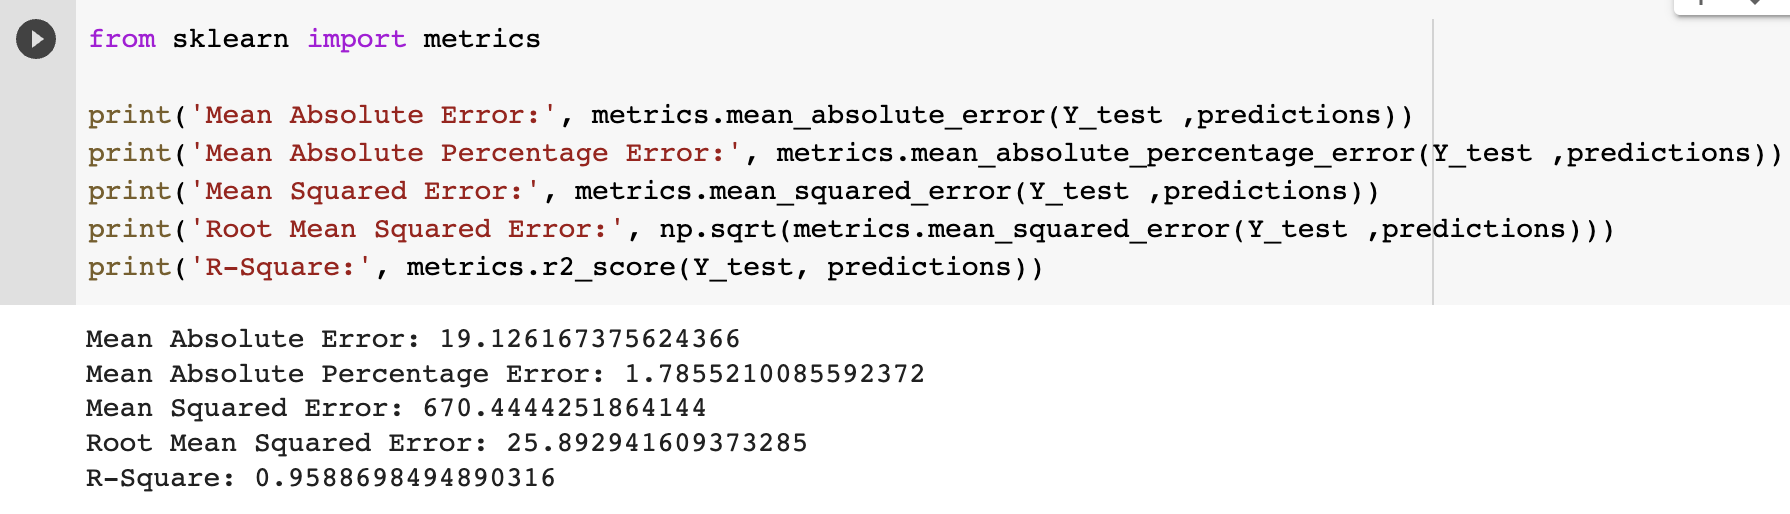 from sklearn import metrics
print('Mean Absolute Error:', metrics.mean_absolute_error(Y_test ,predictions))
print('Mean Absolute Percentage Error:', metrics.mean_absolute_percentage_error(Y_test ,predictions))
print('Mean Squared Error:', metrics.mean_squared_error(Y_test ,predictions))
print('Root Mean Squared Error:', np.sqrt(metrics.mean_squared_error(Y_test ,predictions)))
print('R-Square:', metrics.r2_score(Y_test, predictions))
Mean Absolute Error: 19.126167375624366
Mean Absolute Percentage Error: 1.7855210085592372
Mean Squared Error: 670.4444251864144
Root Mean Squared Error: 25.892941609373285
R-Square: 0.9588698494890316